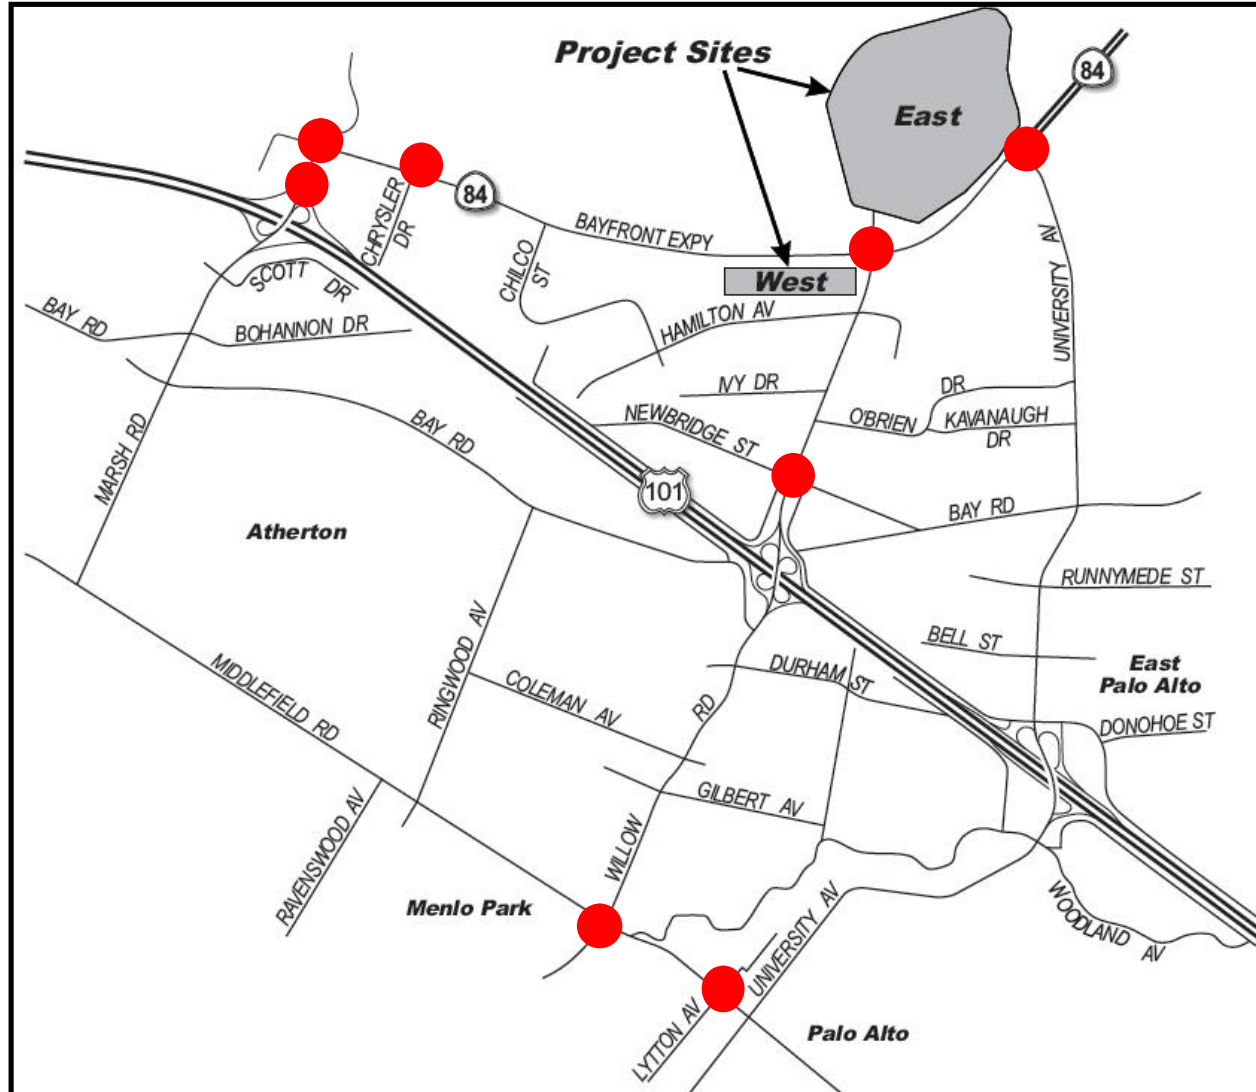 Project Sites
84
East
84
CHRYSLER
DR
BAYFRONT EXPY
UNIVERSITY AV
CHILCO
ST
West
SCOTT DR
BAY RD
BOHANNON DR
HAMILTON AV
IVY DR
DR
NEWBRIDGE ST
O'BRIEN
KAVANAUGH
DR
BAY RD
MARSH RD
101
BAY RD
Atherton
RUNNYMEDE ST
BELL ST
RINGWOOD AV
MIDDLEFIELD RD
COLEMAN AV
DURHAM ST
East
Palo Alto
DONOHOE ST
WILLOW RD
GILBERT AV
RAVENSWOOD AV
Menlo Park
UNIVERSITY AV
WOODLAND AV
LYTTON AV
Palo Alto